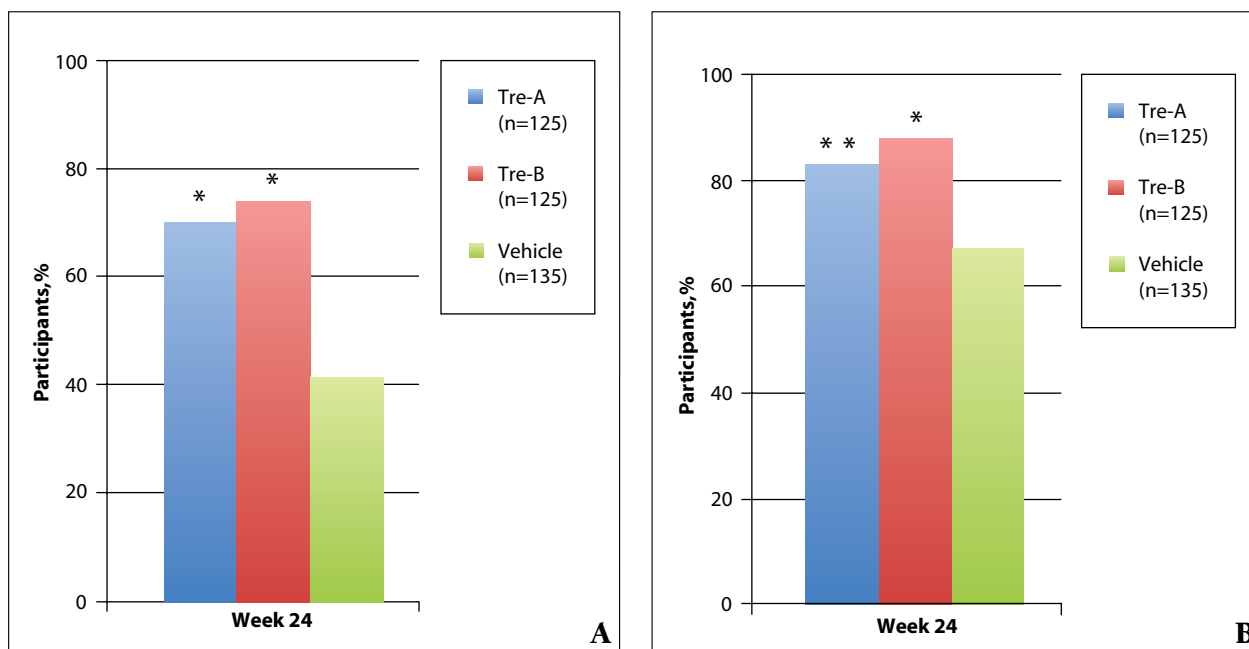 100
80
60
40
20
0
Participants,%
* *
Week 24
Tre-A
(n=125)
Tre-B
(n=125)
Vehicle
(n=135)
A
100
80
60
40
20
0
Participants,%
* * *
Week 24
Tre-A
(n=125)
Tre-B
(n=125)
Vehicle
(n=135)
B